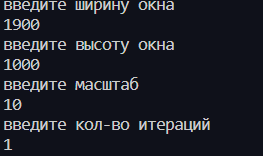 введите ширину окна
1900
введите высоту окна
1000
введите масштаб
10
введите кол-во итераций
1